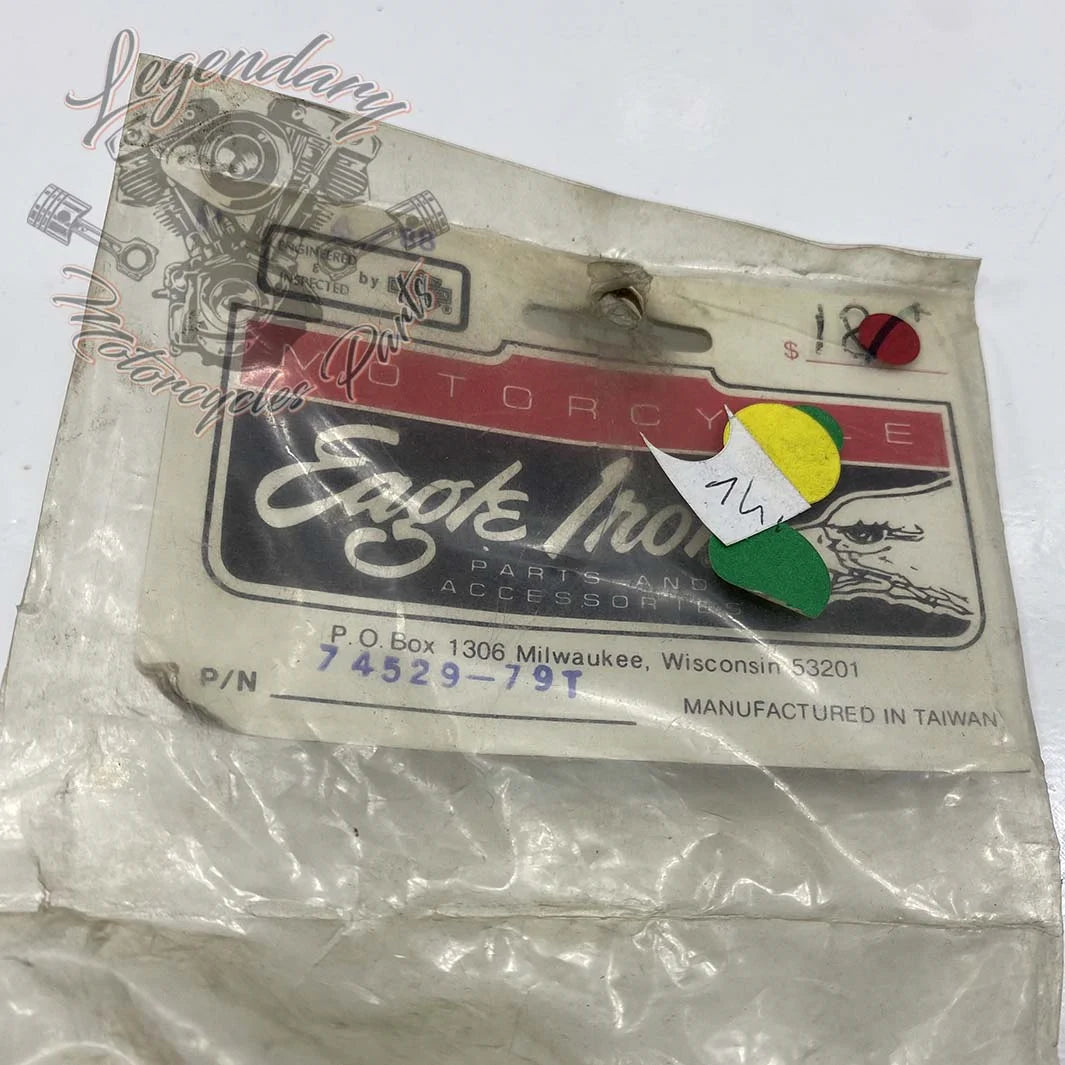 Legendary
Motorcycles Parts
ENGINEERED
&
INSPECTED
by
$ 18
MOTORCYCLE
Eagle Iron
14
PARTS AND
ACCESSORIES
P.O. Box 1306 Milwaukee, Wisconsin 53201
P/N 74529-79T
MANUFACTURED IN TAIWAN